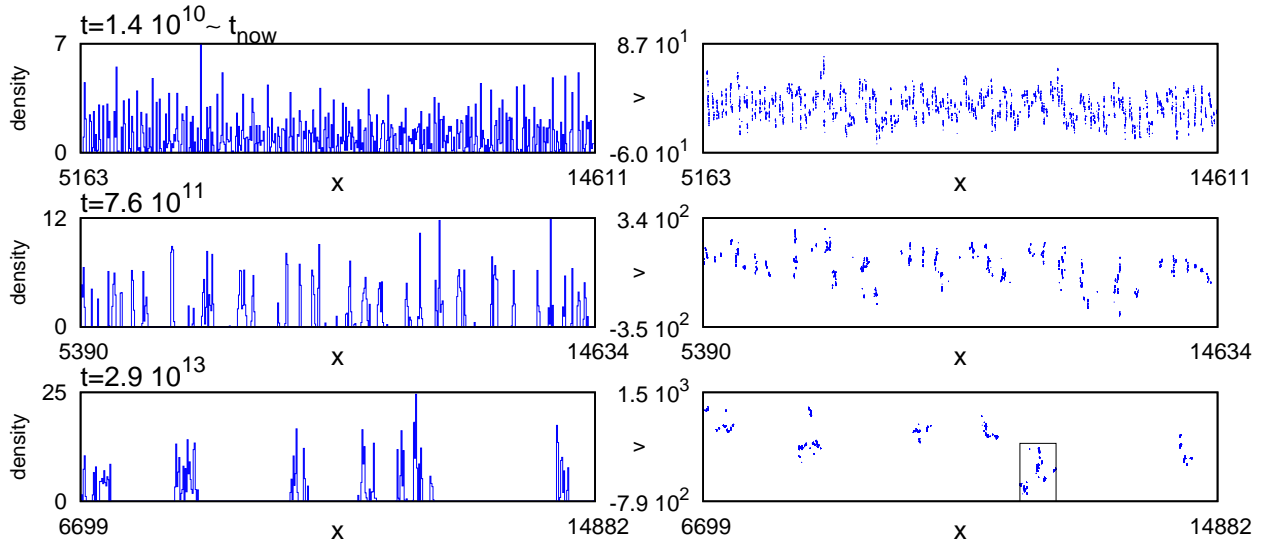 t=1.4 10^10 ~ t_now
7
density
0
5163
x
14611
8.7 10^1
v
-6.0 10^1
5163
x
14611
t=7.6 10^11
12
density
0
5390
x
14634
3.4 10^2
v
-3.5 10^2
5390
x
14634
t=2.9 10^13
25
density
0
6699
x
14882
1.5 10^3
v
-7.9 10^2
6699
x
14882